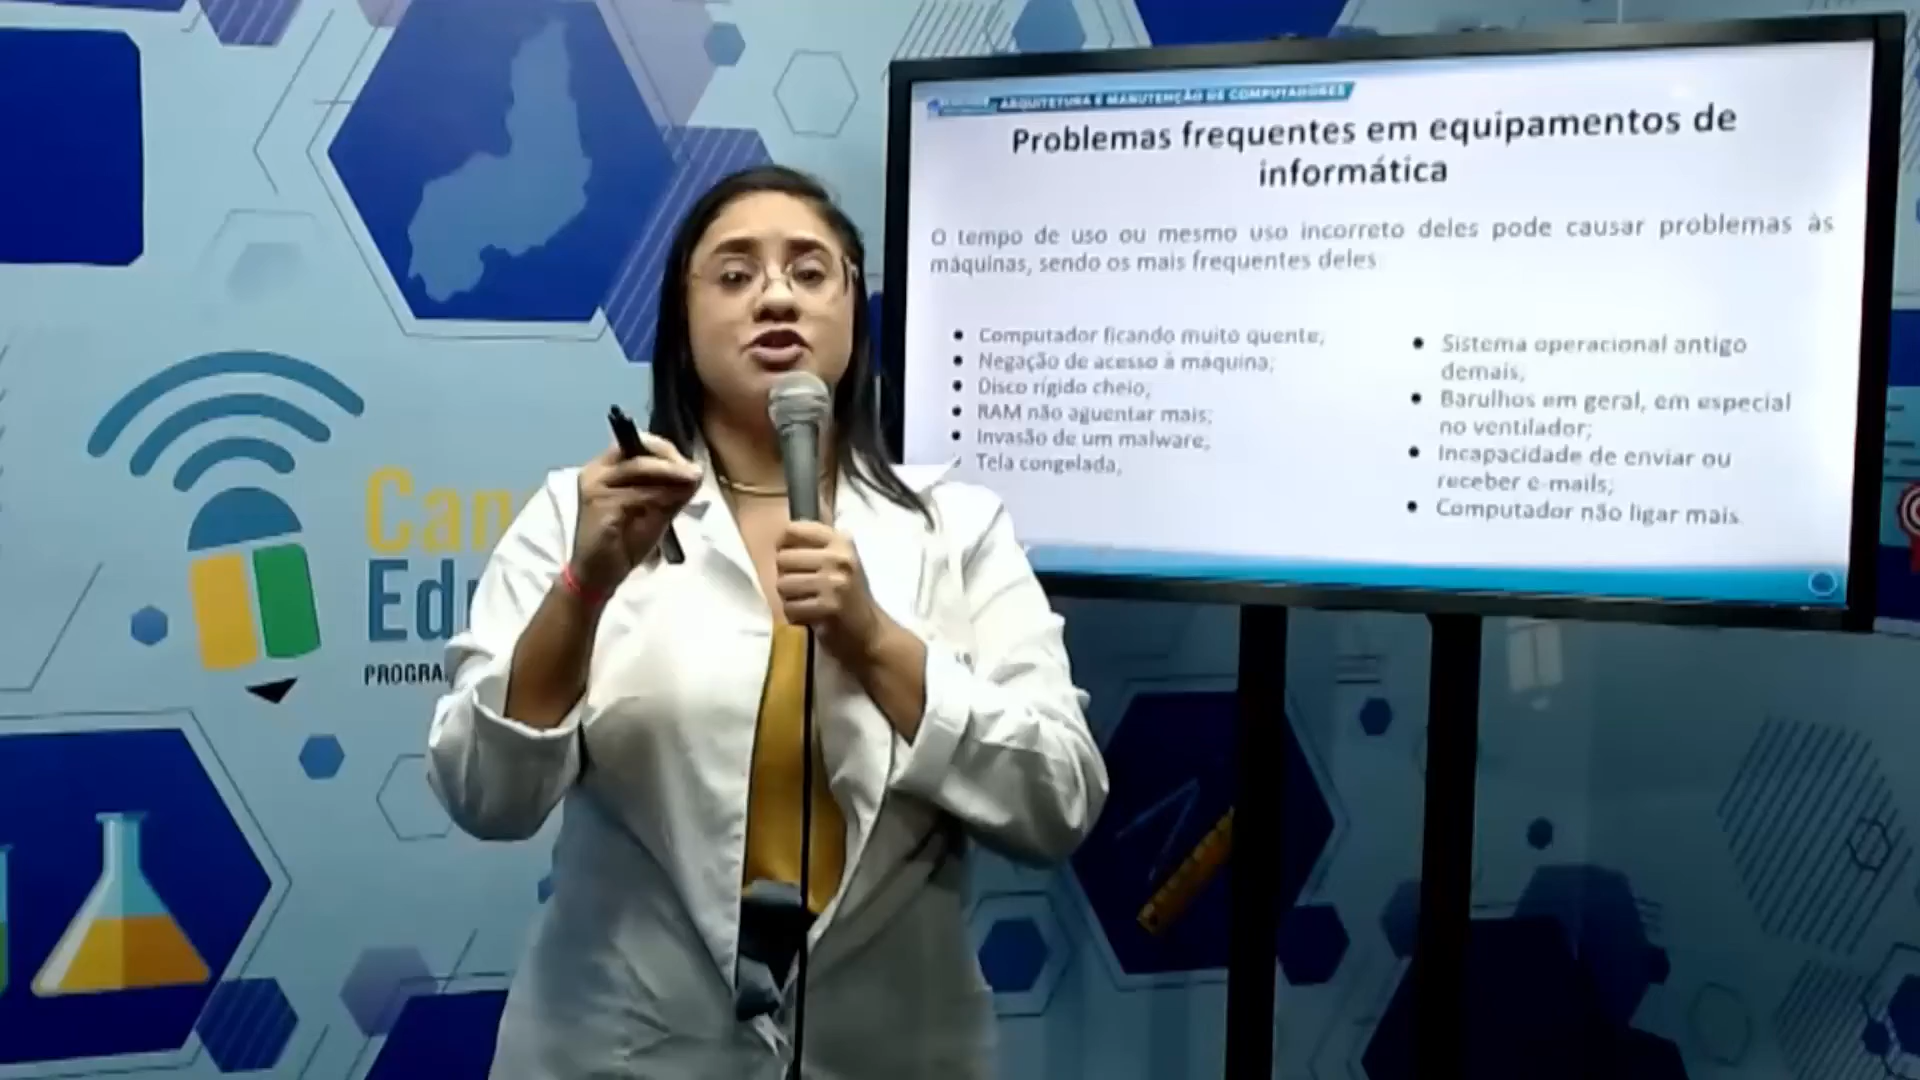 ARQUITETURA E MANUTENÇÃO DE COMPUTADORES
Problemas frequentes em equipamentos de
informática
O tempo de uso ou mesmo uso incorreto deles pode causar problemas às
máquinas, sendo os mais frequentes deles:
• Computador ficando muito quente;
• Negação de acesso à máquina;
• Disco rígido cheio;
• RAM não aguentar mais;
• Invasão de um malware;
Tela congelada;
• Sistema operacional antigo
demais;
• Barulhos em geral, em especial
no ventilador;
• Incapacidade de enviar ou
receber e-mails;
• Computador não ligar mais.
Can
Edu
PROGRA